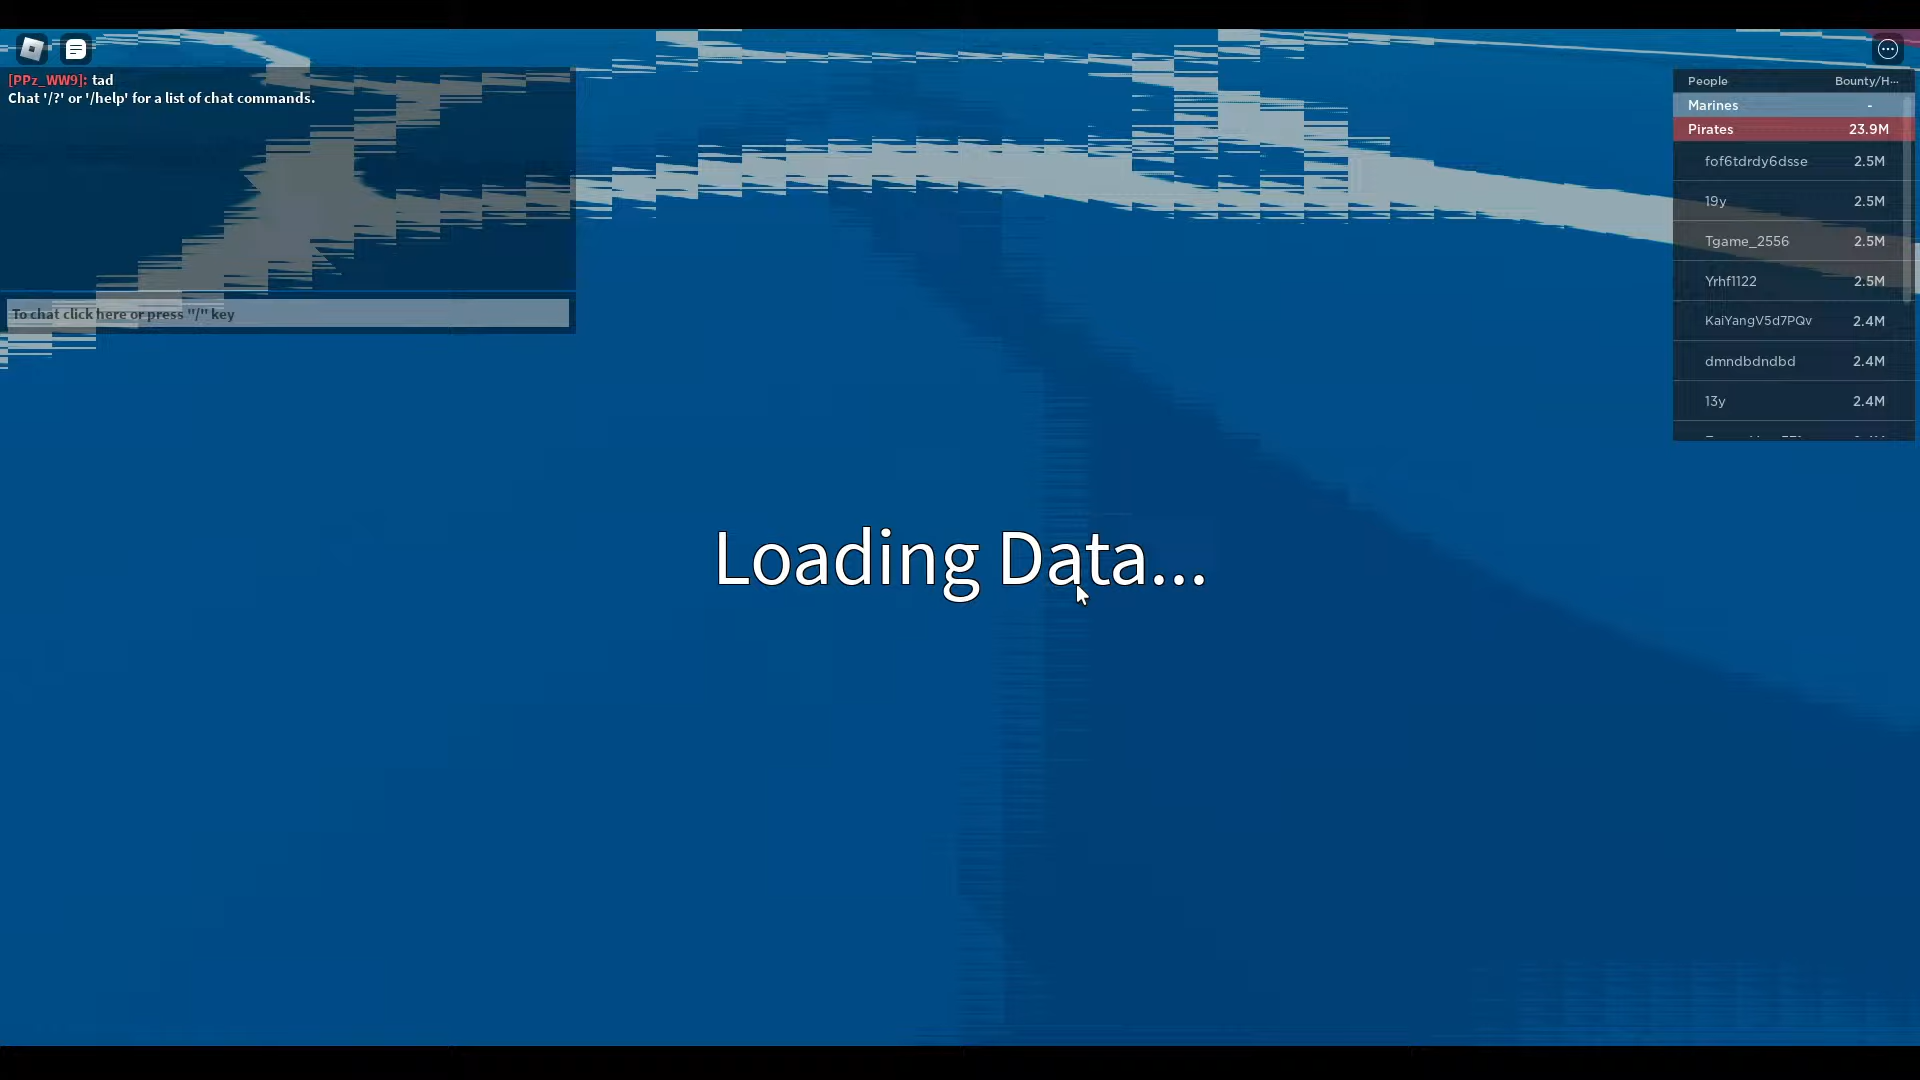 [PPz_WW9]: tad
Chat '/?' or '/help' for a list of chat commands.
To chat click here or press "/" key
People Bounty/H...
Marines -
Pirates 23.9M
fof6tdrdy6dsse 2.5M
19y 2.5M
Tgame_2556 2.5M
Yrhf1122 2.5M
KaiYangV5d7PQv 2.4M
dmndbdndbd 2.4M
13y 2.4M
Loading Data...